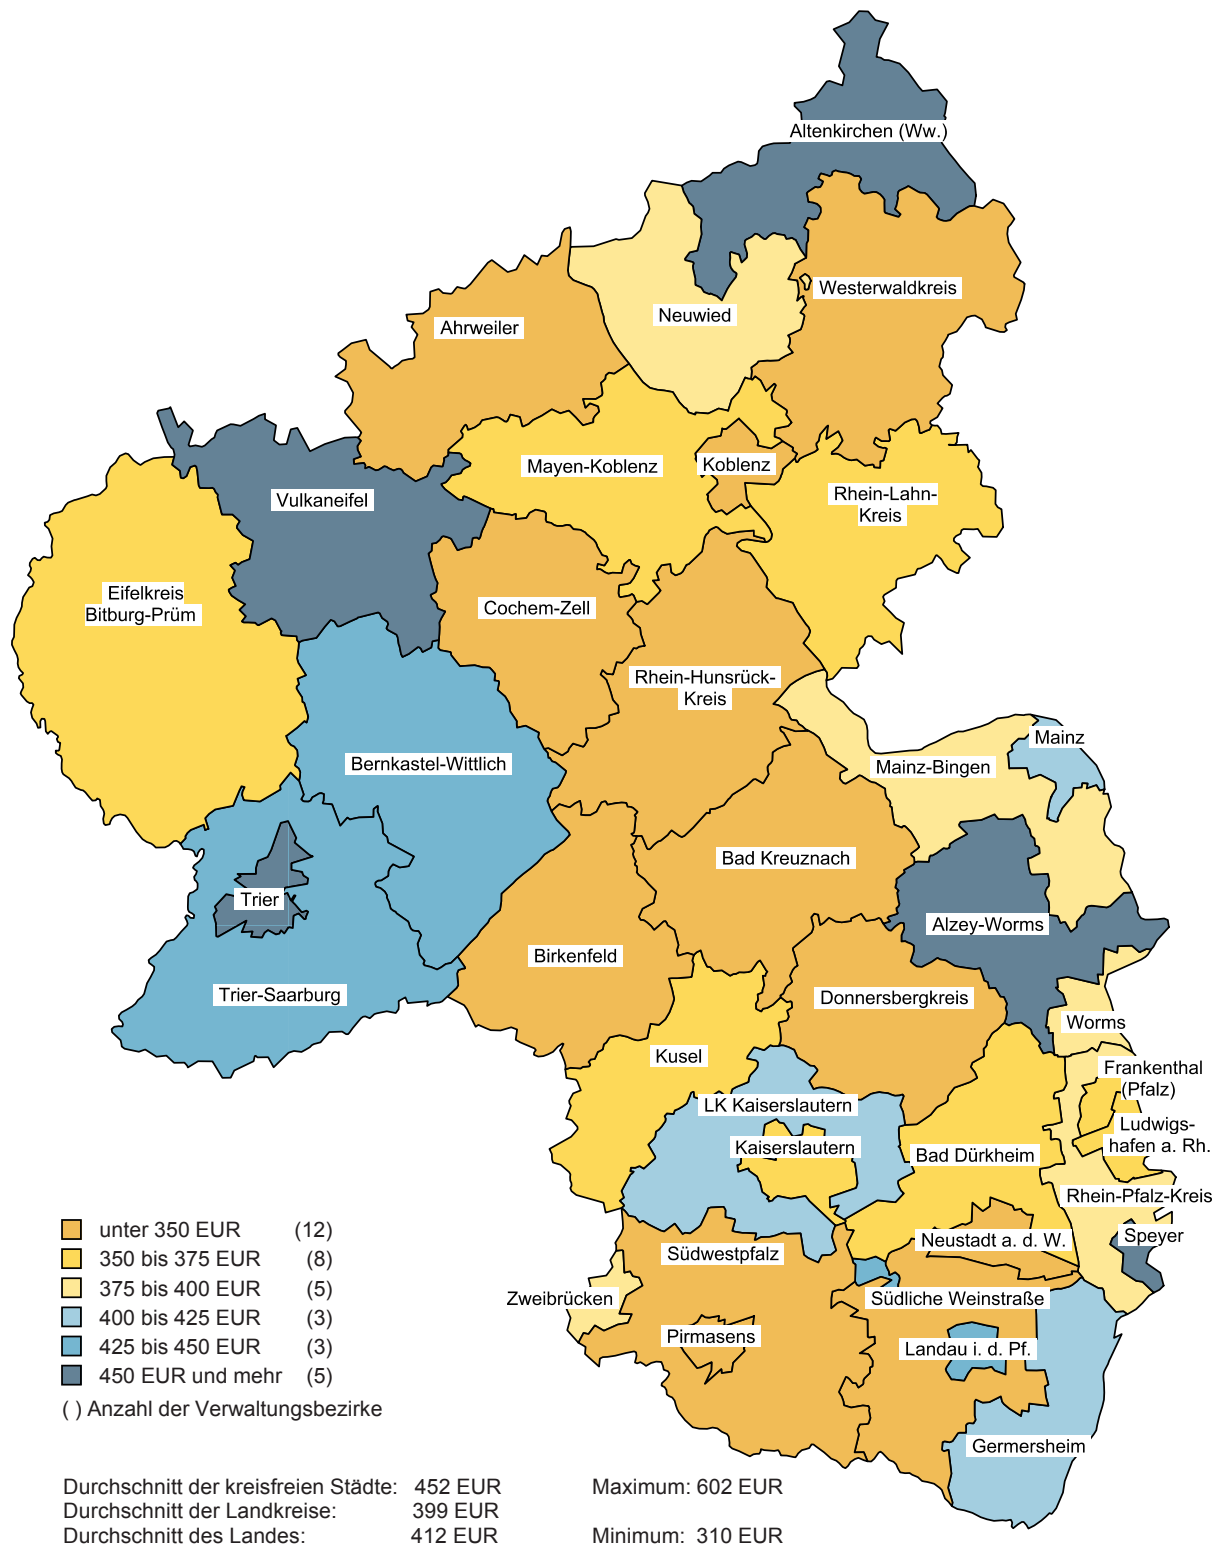 Altenkirchen (Ww.)
Westerwaldkreis
Neuwied
Ahrweiler
Mayen-Koblenz
Koblenz
Rhein-Lahn-
Kreis
Vulkaneifel
Eifelkreis
Bitburg-Prüm
Cochem-Zell
Rhein-Hunsrück-
Kreis
Mainz
Bernkastel-Wittlich
Mainz-Bingen
Bad Kreuznach
Trier
Alzey-Worms
Birkenfeld
Trier-Saarburg
Donnersbergkreis
Worms
Kusel
Frankenthal
(Pfalz)
LK Kaiserslautern
Ludwigs-
hafen a. Rh.
Kaiserslautern
Bad Dürkheim
Rhein-Pfalz-Kreis
Speyer
Neustadt a. d. W.
Südwestpfalz
Zweibrücken
Südliche Weinstraße
Pirmasens
Landau i. d. Pf.
Germersheim
unter 350 EUR (12)
350 bis 375 EUR (8)
375 bis 400 EUR (5)
400 bis 425 EUR (3)
425 bis 450 EUR (3)
450 EUR und mehr (5)
( ) Anzahl der Verwaltungsbezirke
Durchschnitt der kreisfreien Städte: 452 EUR Maximum: 602 EUR
Durchschnitt der Landkreise: 399 EUR
Durchschnitt des Landes: 412 EUR Minimum: 310 EUR